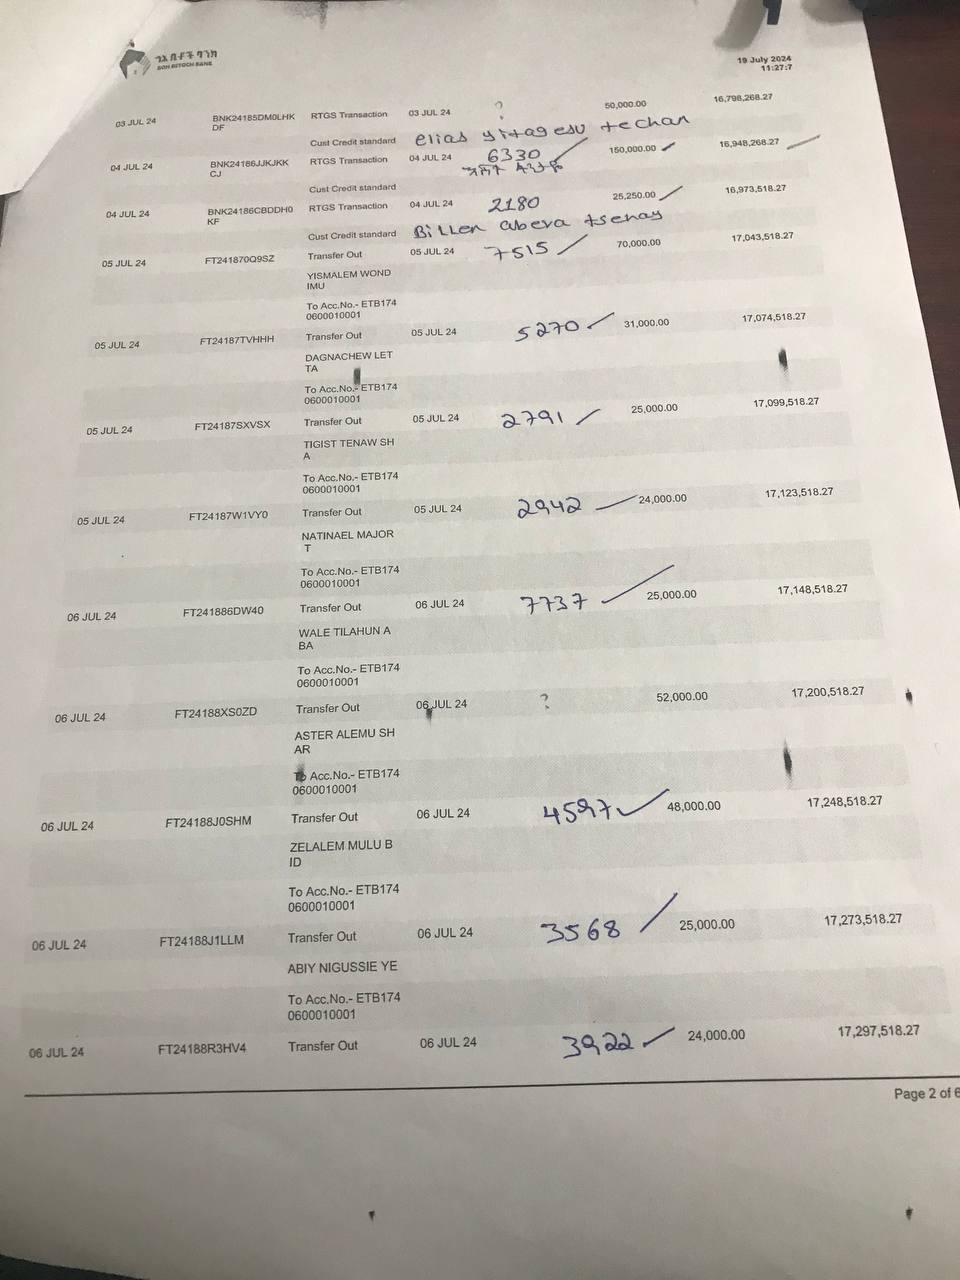 ጎህ ቤቶች ባንክ
GOH BETOCH BANK
19 July 2024
11:27:7
03 JUL 24 BNK24185DM0LHK RTGS Transaction 03 JUL 24 ? 50,000.00 16,798,268.27
DF
Cust Credit standard elias yitagesu techan
04 JUL 24 BNK24186JJKJKK RTGS Transaction 04 JUL 24 6330 150,000.00 16,948,268.27
CJ
Cust Credit standard
04 JUL 24 BNK24186CBDDH0 RTGS Transaction 04 JUL 24 2180 25,250.00 16,973,518.27
KF
Cust Credit standard Billen abera tsenay
05 JUL 24 FT241870Q9SZ Transfer Out 05 JUL 24 7515 70,000.00 17,043,518.27
YISMALEM WOND
IMU
To Acc.No.- ETB174
0600010001
05 JUL 24 FT24187TVHHH Transfer Out 05 JUL 24 5270 31,000.00 17,074,518.27
DAGNACHEW LET
TA
To Acc.No.- ETB174
0600010001
05 JUL 24 FT24187SXVSX Transfer Out 05 JUL 24 2791 25,000.00 17,099,518.27
TIGIST TENAW SH
A
To Acc.No.- ETB174
0600010001
05 JUL 24 FT24187W1VY0 Transfer Out 05 JUL 24 2942 24,000.00 17,123,518.27
NATINAEL MAJOR
T
To Acc.No.- ETB174
0600010001
06 JUL 24 FT241886DW40 Transfer Out 06 JUL 24 7737 25,000.00 17,148,518.27
WALE TILAHUN A
BA
To Acc.No.- ETB174
0600010001
06 JUL 24 FT24188XS0ZD Transfer Out 06 JUL 24 ? 52,000.00 17,200,518.27
ASTER ALEMU SH
AR
To Acc.No.- ETB174
0600010001
06 JUL 24 FT24188J0SHM Transfer Out 06 JUL 24 4597 48,000.00 17,248,518.27
ZELALEM MULU B
ID
To Acc.No.- ETB174
0600010001
06 JUL 24 FT24188J1LLM Transfer Out 06 JUL 24 3568 25,000.00 17,273,518.27
ABIY NIGUSSIE YE
To Acc.No.- ETB174
0600010001
06 JUL 24 FT24188R3HV4 Transfer Out 06 JUL 24 3922 24,000.00 17,297,518.27
Page 2 of 6